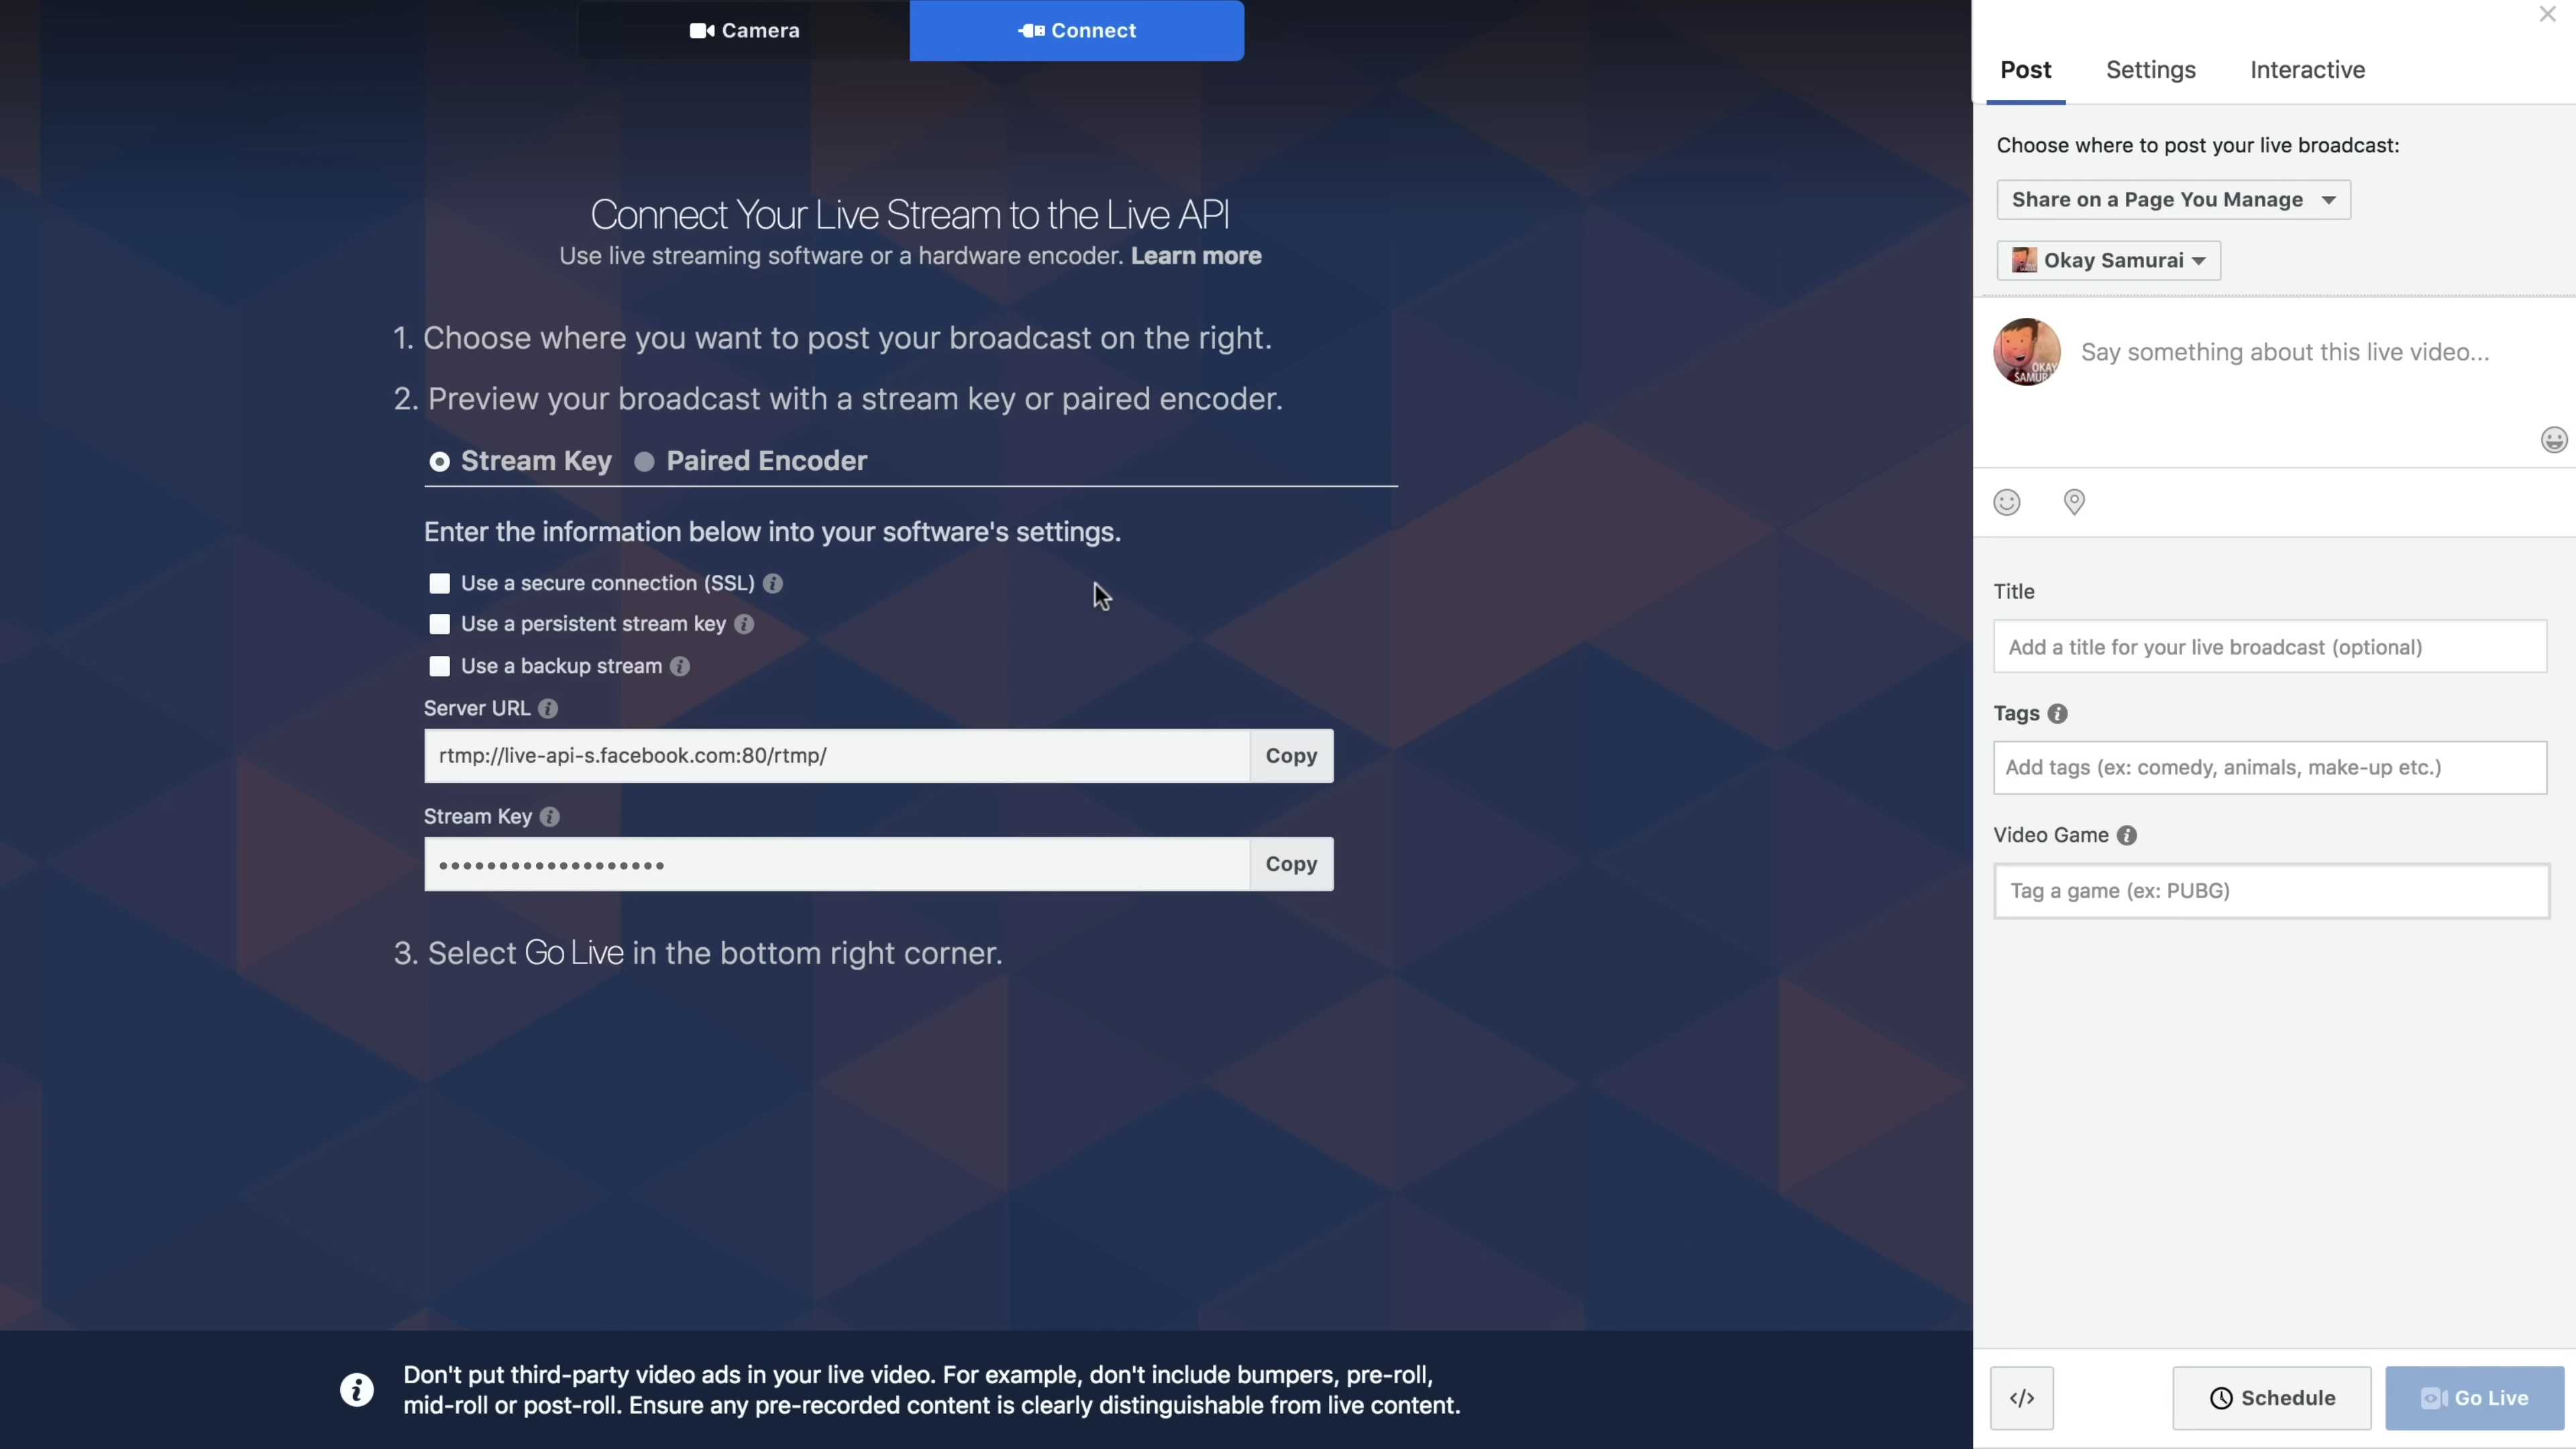 Camera
Connect
Connect Your Live Stream to the Live API
Use live streaming software or a hardware encoder. Learn more
1. Choose where you want to post your broadcast on the right.
2. Preview your broadcast with a stream key or paired encoder.
Stream Key Paired Encoder
Enter the information below into your software's settings.
Use a secure connection (SSL)
Use a persistent stream key
Use a backup stream
Server URL
rtmp://live-api-s.facebook.com:80/rtmp/ Copy
Stream Key
•••••••••••••••••••
Copy
3. Select Go Live in the bottom right corner.
Don't put third-party video ads in your live video. For example, don't include bumpers, pre-roll,
mid-roll or post-roll. Ensure any pre-recorded content is clearly distinguishable from live content.
Post Settings Interactive
Choose where to post your live broadcast:
Share on a Page You Manage
Okay Samurai
OKAY
SAMURAI
Say something about this live video...
Title
Add a title for your live broadcast (optional)
Tags
Add tags (ex: comedy, animals, make-up etc.)
Video Game
Tag a game (ex: PUBG)
</> Schedule Go Live